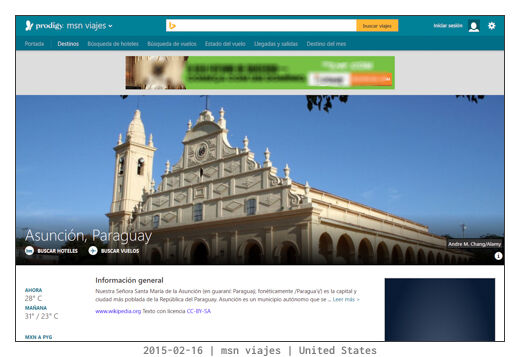 prodigy msn viajes
buscar viajes
Iniciar sesión
Portada Destinos Búsqueda de hoteles Búsqueda de vuelos Estado del vuelo Llegadas y salidas Destino del mes
Asunción, Paraguay
BUSCAR HOTELES BUSCAR VUELOS
Andre M. Chang/Alamy
Información general
Nuestra Señora Santa María de la Asunción (en guaraní: Paraguaý, fonéticamente /Paragua'y/) es la capital y
ciudad más poblada de la República del Paraguay. Asunción es un municipio autónomo que se ... Leer más >
www.wikipedia.org Texto con licencia CC-BY-SA
AHORA
28° C
MAÑANA
31° / 23° C
MXN A PYG
2015-02-16 | msn viajes | United States